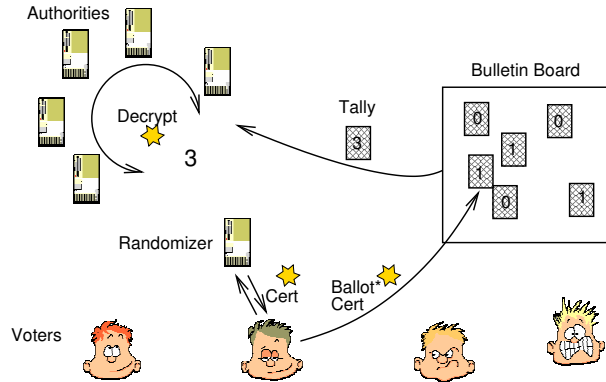 Authorities
Bulletin Board
Decrypt
3
Tally
3
0
0
1
1
0
1
Randomizer
Cert
Ballot*
Cert
Voters